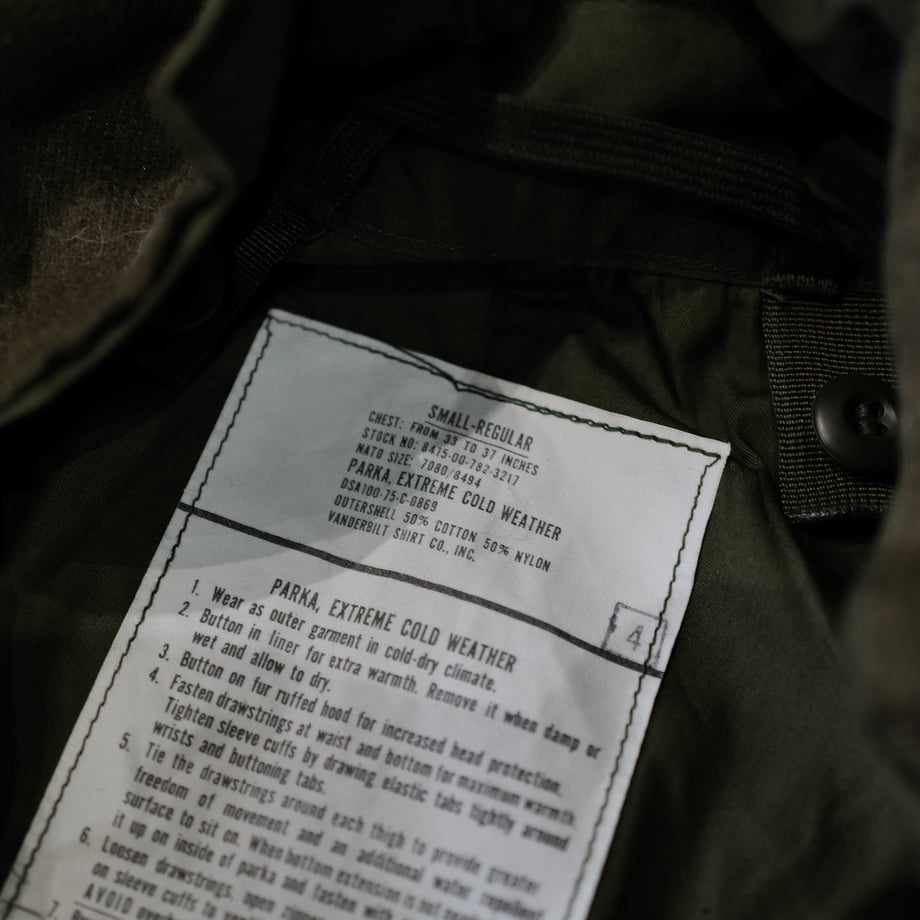 SMALL-REGULAR
CHEST: FROM 33 TO 37 INCHES
STOCK NO: 8415-00-782-3217
NATO SIZE: 7080/8494
PARKA, EXTREME COLD WEATHER
DSA100-75-C-0869
OUTERSHELL 50% COTTON 50% NYLON
VANDERBILT SHIRT CO., INC.
4
PARKA, EXTREME COLD WEATHER
1. Wear as outer garment in cold-dry climate.
2. Button in liner for extra warmth. Remove it when damp or
wet and allow to dry.
3. Button on fur ruffed hood for increased head protection.
4. Fasten drawstrings at waist and bottom for maximum warmth.
Tighten sleeve cuffs by drawing elastic tabs tightly around
wrists and buttoning tabs.
5. Tie the drawstrings around each thigh to provide greater
freedom of movement and an additional water repellent
surface to sit on. When bottom extension is not
it up on inside of parka and fasten with
6. Loosen drawstrings, open
on sleeve cuffs to
AVOID
7.